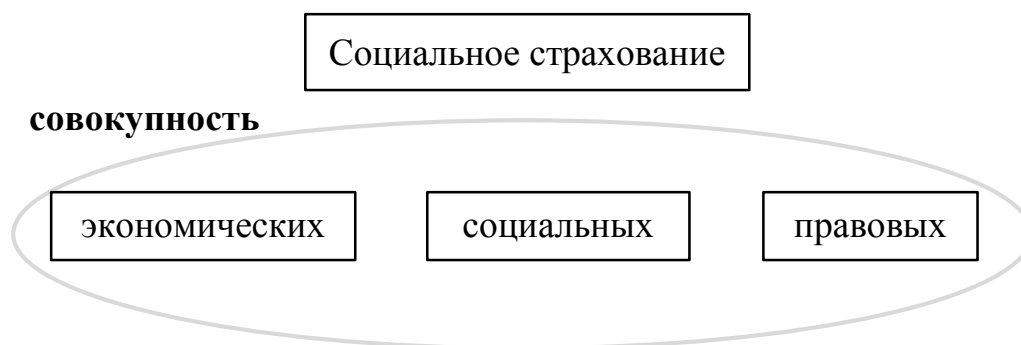 Социальное страхование
совокупность
экономических социальных правовых